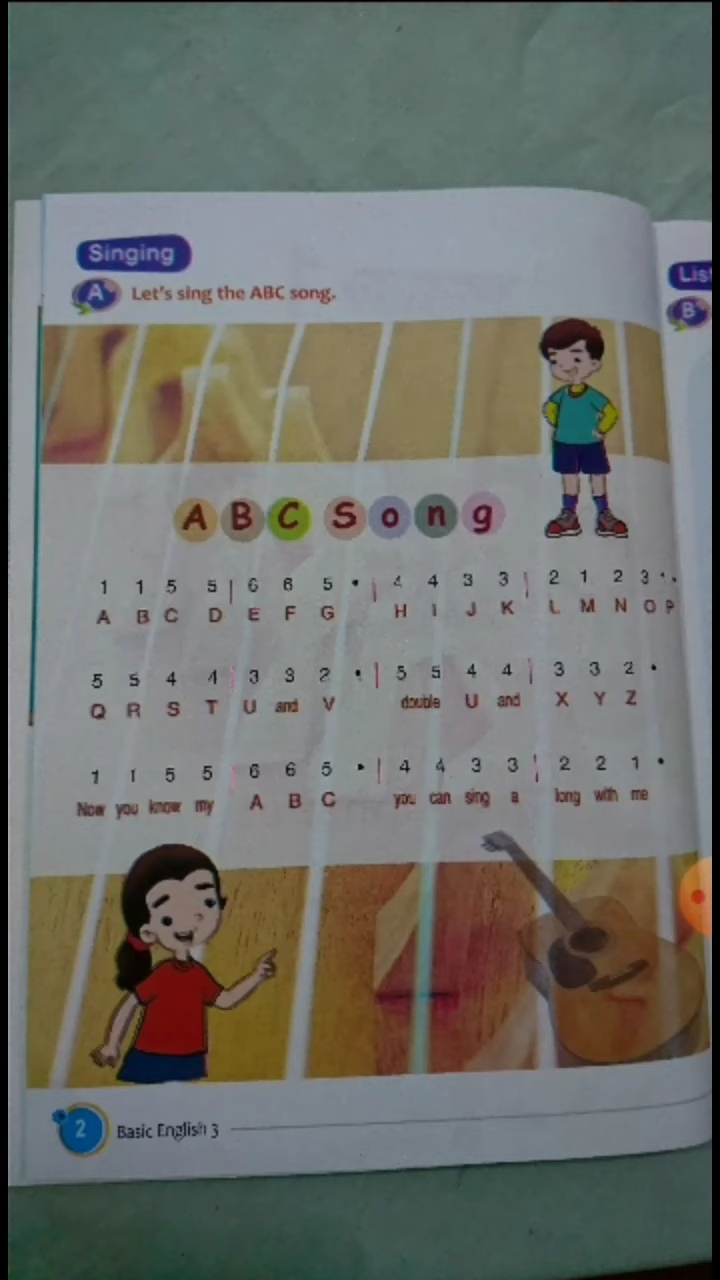 Singing
A Let's sing the ABC song.
Lis
B
ABC Song
1 1 5 5 | 6 6 5 • | 4 4 3 3 | 2 1 2 3 • •
A B C D E F G H I J K L M N O P
5 5 4 4 | 3 3 2 • | 5 5 4 4 | 3 3 2 •
Q R S T U and V double U and X Y Z
1 1 5 5 | 6 6 5 • | 4 4 3 3 | 2 2 1 •
Now you know my A B C you can sing a long with me
2 Basic English 3